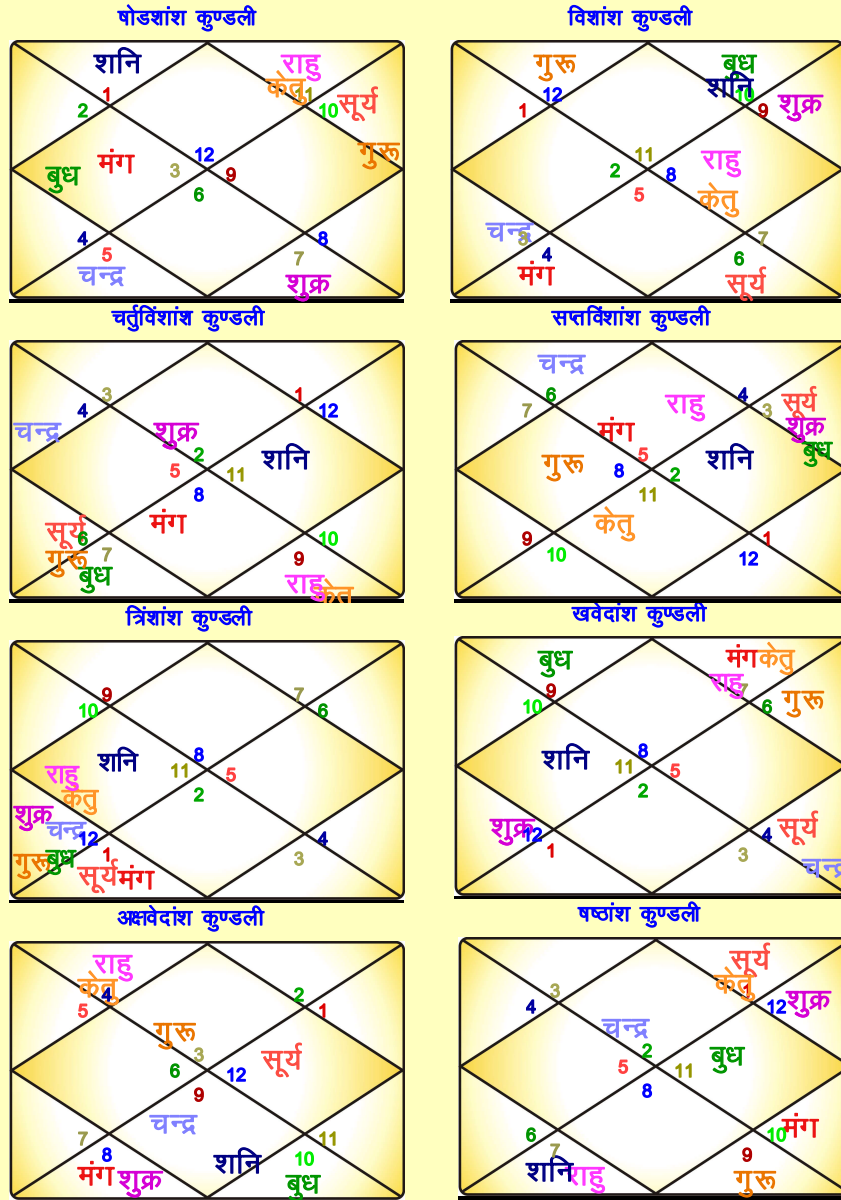 षोडशांश कुण्डली
शनि
राहु
केतु
11
1
2
10
सूर्य
12
गुरू
मंग
3
9
बुध
6
4
8
5
7
चन्द्र
शुक्र
विशांश कुण्डली
गुरू
बुध
शनि
10
12
1
9
शुक्र
11
राहु
2
8
5
केतु
चन्द्र
3
7
4
6
मंग
सूर्य
चर्तुविंशांश कुण्डली
3
1
4
12
चन्द्र
शुक्र
2
शनि
5
11
8
मंग
सूर्य
6
10
गुरू
7
9
बुध
राहु
केतु
सप्तविंशांश कुण्डली
चन्द्र
6
4
7
3
सूर्य
राहु
शुक्र
मंग
5
बुध
गुरू
8
2
शनि
11
केतु
9
1
10
12
त्रिंशांश कुण्डली
9
7
10
6
शनि
8
राहु
11
5
केतु
2
शुक्र
चन्द्र
12
4
गुरू
बुध
1
3
सूर्य
मंग
खवेदांश कुण्डली
बुध
मंग
केतु
राहु
7
9
10
6
गुरू
शनि
8
11
5
2
शुक्र
12
4
सूर्य
1
3
चन्द्र
अक्षवेदांश कुण्डली
राहु
केतु
4
2
5
1
गुरू
3
सूर्य
6
12
9
चन्द्र
7
11
8
10
मंग
शुक्र
शनि
बुध
षष्ठांश कुण्डली
सूर्य
केतु
1
3
4
12
शुक्र
चन्द्र
2
बुध
5
11
8
6
10
मंग
7
9
शनि
राहु
गुरू